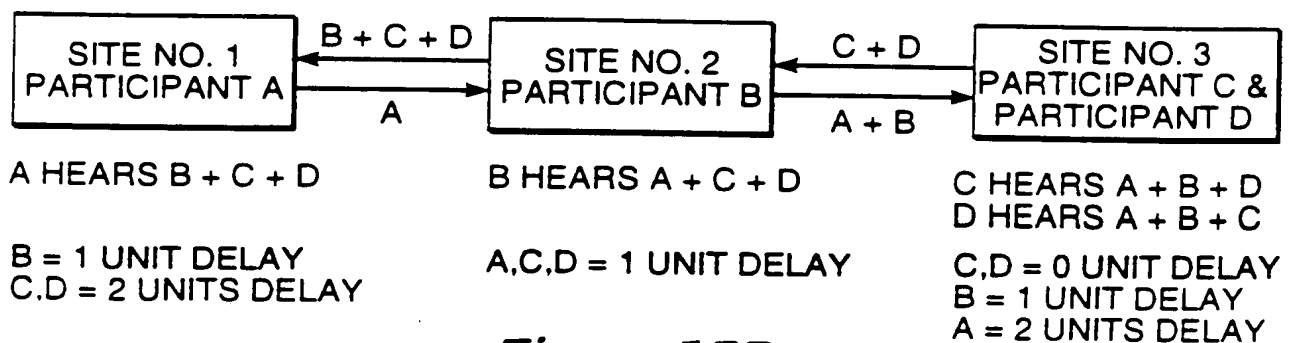 SITE NO. 1
PARTICIPANT A
B + C + D
A
SITE NO. 2
PARTICIPANT B
C + D
A + B
SITE NO. 3
PARTICIPANT C &
PARTICIPANT D
A HEARS B + C + D
B = 1 UNIT DELAY
C,D = 2 UNITS DELAY
B HEARS A + C + D
A,C,D = 1 UNIT DELAY
C HEARS A + B + D
D HEARS A + B + C
C,D = 0 UNIT DELAY
B = 1 UNIT DELAY
A = 2 UNITS DELAY